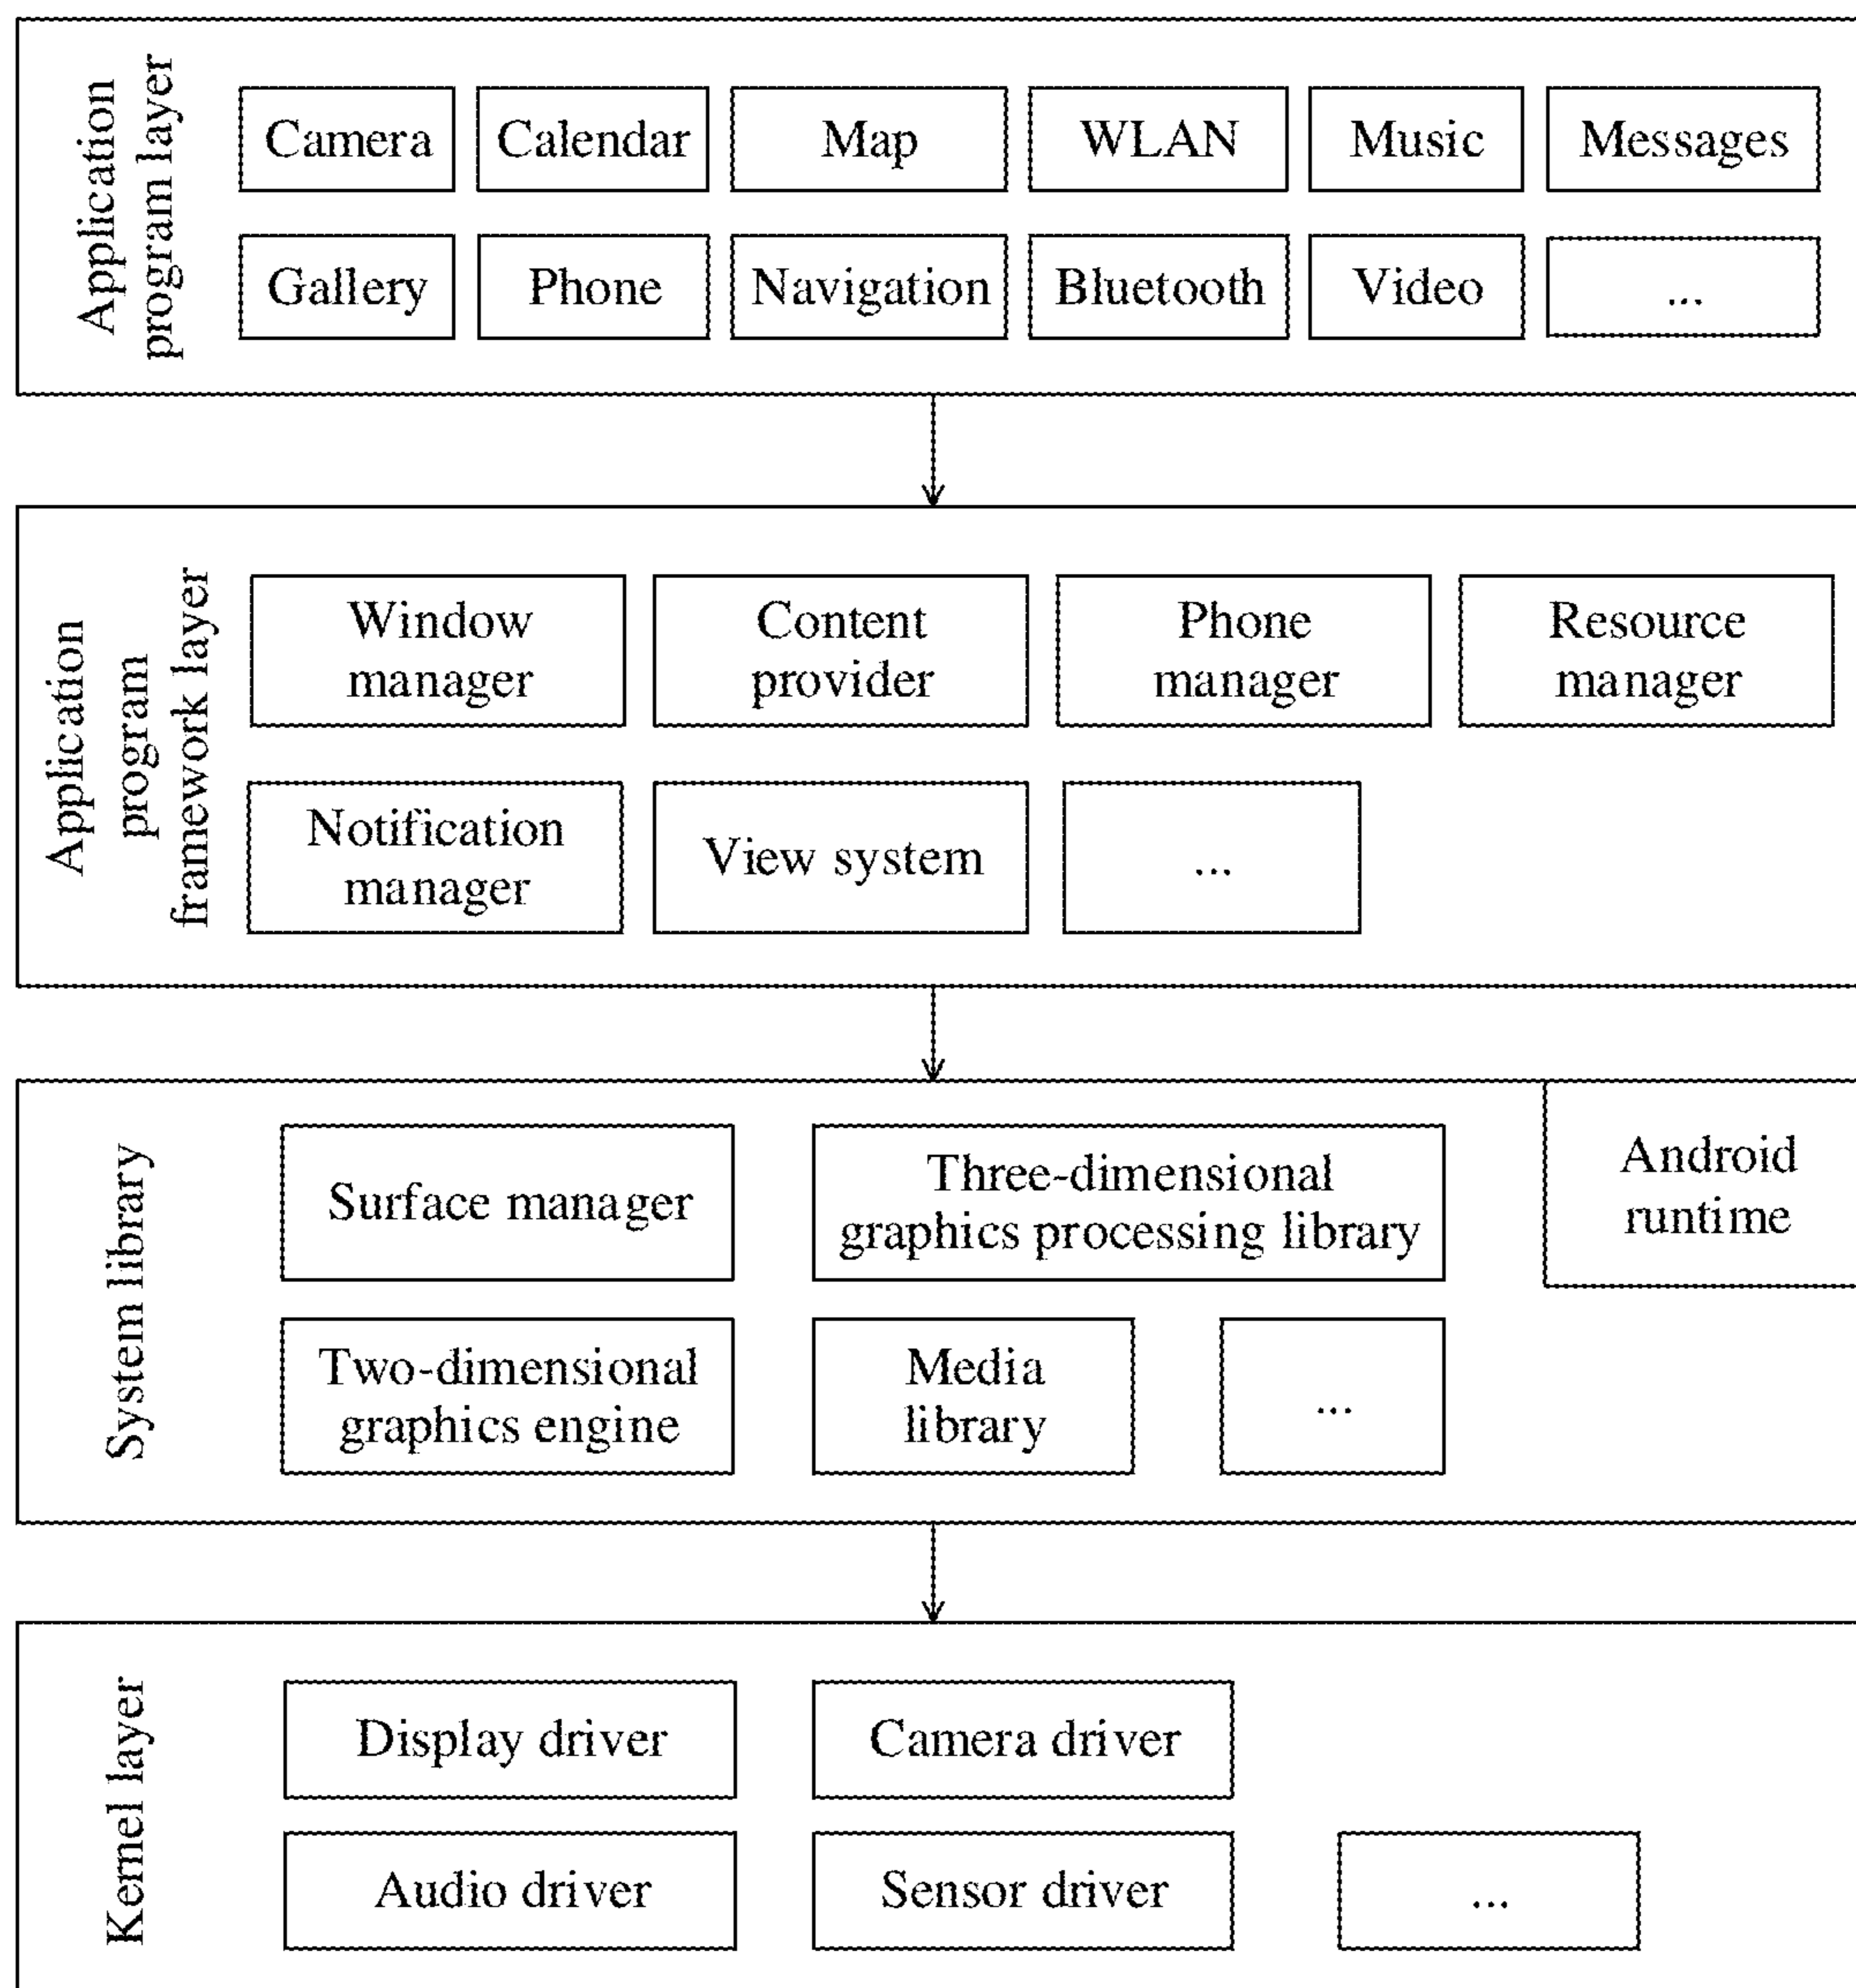 Application
program layer
Camera
Calendar
Map
WLAN
Music
Messages
Gallery
Phone
Navigation
Bluetooth
Video
...
Application
program
framework layer
Window
manager
Content
provider
Phone
manager
Resource
manager
Notification
manager
View system
...
System library
Surface manager
Three-dimensional
graphics processing library
Android
runtime
Two-dimensional
graphics engine
Media
library
...
Kernel layer
Display driver
Camera driver
Audio driver
Sensor driver
...